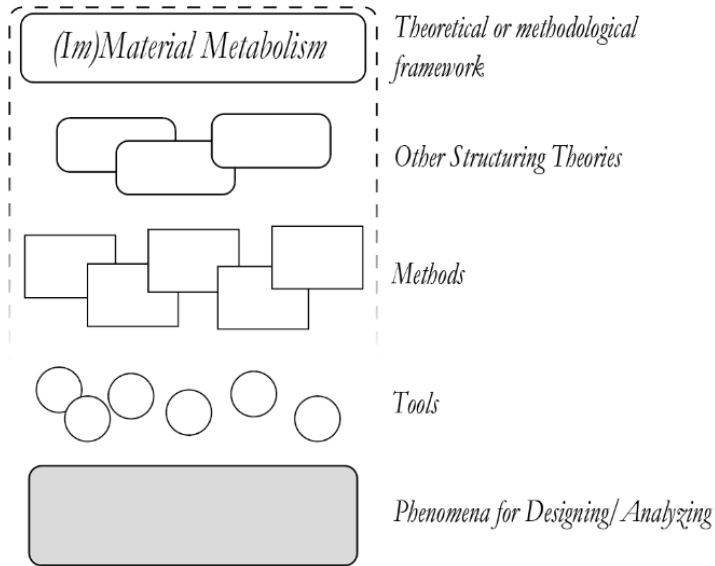 (Im)Material Metabolism
Theoretical or methodological
framework
Other Structuring Theories
Methods
Tools
Phenomena for Designing/Analyzing